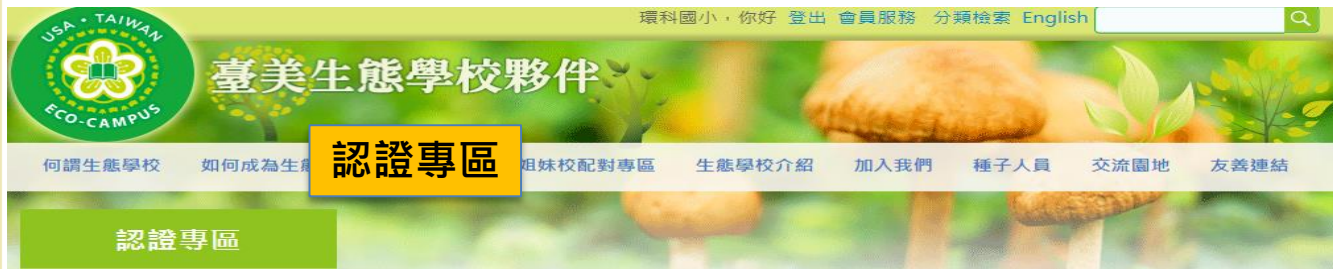 環科國小，你好 登出 會員服務 分類檢索 English
USA · TAIWAN
ECO-CAMPUS
臺美生態學校夥伴
何謂生態學校 如何成為生態 認證專區 姐妹校配對專區 生態學校介紹 加入我們 種子人員 交流園地 友善連結
認證專區